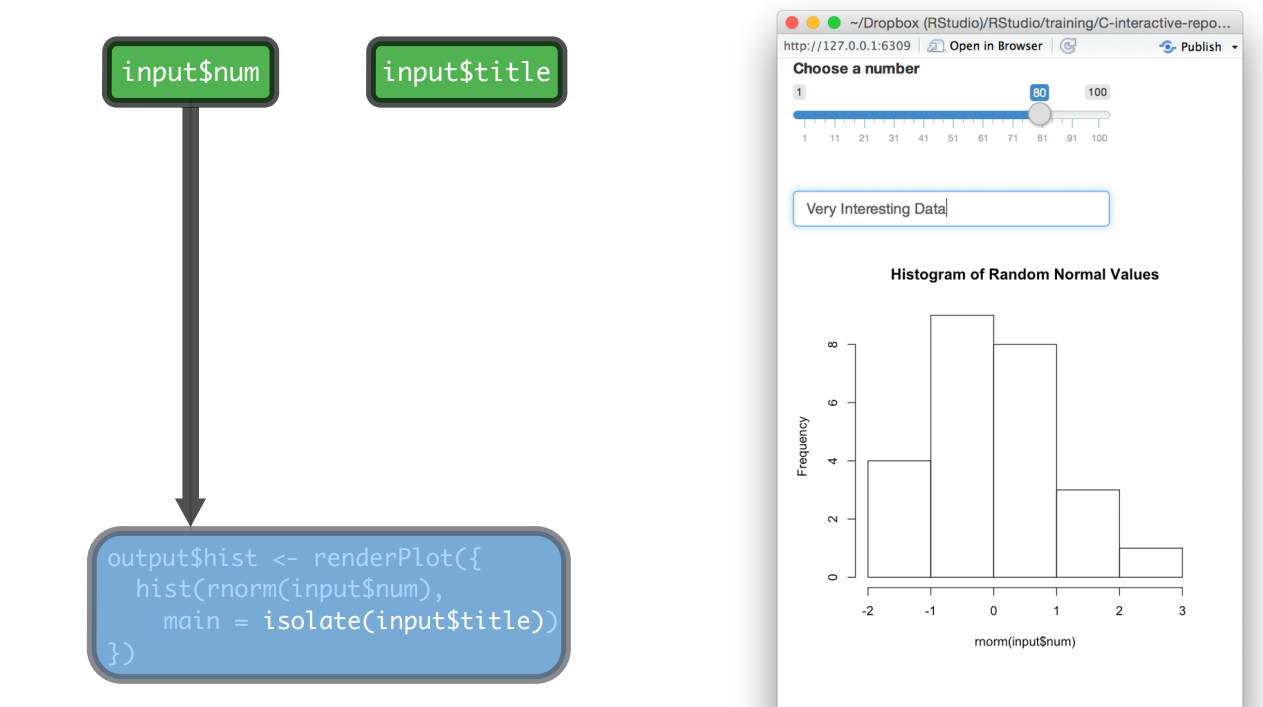 input$num
input$title
output$hist <- renderPlot({
  hist(rnorm(input$num),
    main = isolate(input$title))
})
~/Dropbox (RStudio)/RStudio/training/C-interactive-repo...
http://127.0.0.1:6309 Open in Browser Publish
Choose a number
1 80 100
1 11 21 31 41 51 61 71 81 91 100
Very Interesting Data
Histogram of Random Normal Values
Frequency
8
6
4
2
0
-2 -1 0 1 2 3
rnorm(input$num)